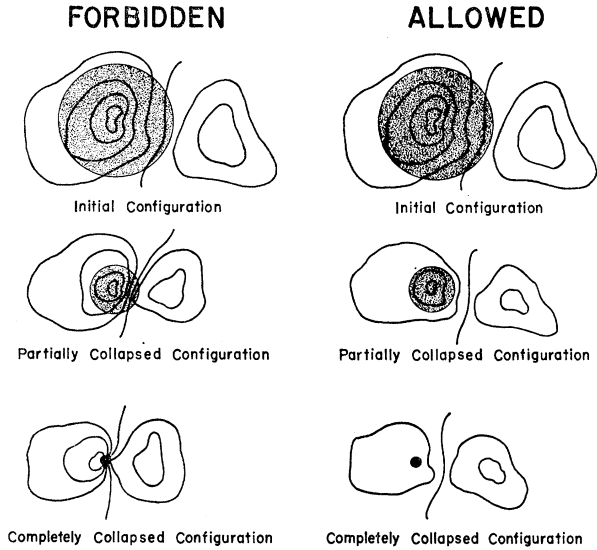 FORBIDDEN ALLOWED
Initial Configuration Initial Configuration
Partially Collapsed Configuration Partially Collapsed Configuration
Completely Collapsed Configuration Completely Collapsed Configuration